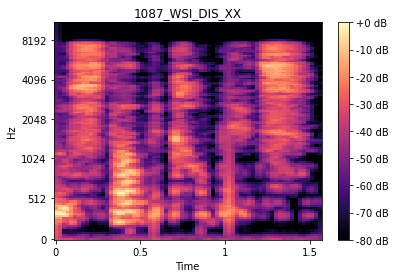 1087_WSI_DIS_XX
+0 dB
8192
-10 dB
4096
-20 dB
-30 dB
2048
Hz
-40 dB
1024
-50 dB
512
-60 dB
-70 dB
0
-80 dB
0
0.5
1
1.5
Time